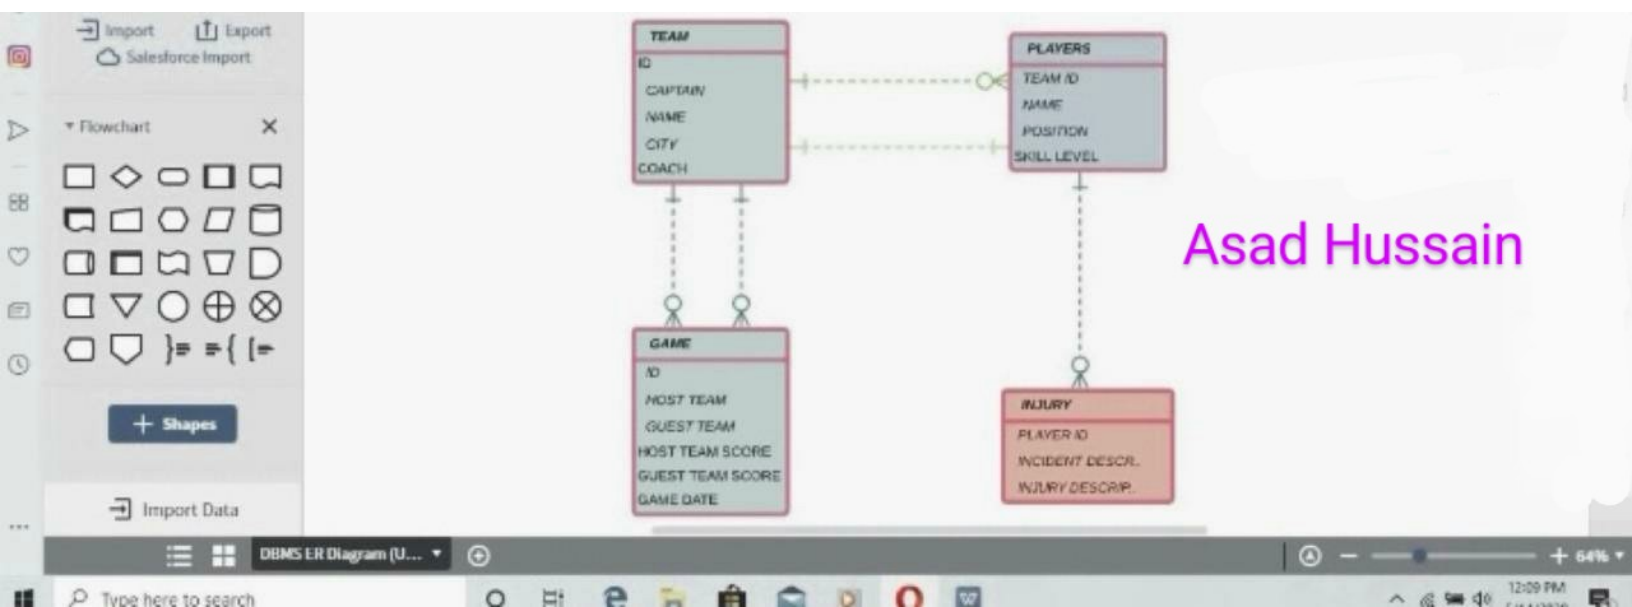 Import Export
Salesforce Import
Flowchart
+ Shapes
Import Data
TEAM
ID
CAPTAIN
NAME
CITY
COACH
PLAYERS
TEAM ID
NAME
POSITION
SKILL LEVEL
Asad Hussain
GAME
ID
HOST TEAM
GUEST TEAM
HOST TEAM SCORE
GUEST TEAM SCORE
GAME DATE
INJURY
PLAYER ID
INCIDENT DESCR..
INJURY DESCRIP..
DBMS ER Diagram (U...
64%
Type here to search
12:09 PM